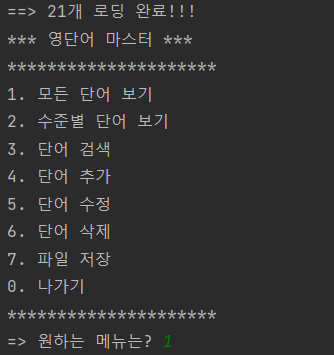 ==> 21개 로딩 완료!!!
*** 영단어 마스터 ***
*********************
1. 모든 단어 보기
2. 수준별 단어 보기
3. 단어 검색
4. 단어 추가
5. 단어 수정
6. 단어 삭제
7. 파일 저장
0. 나가기
*********************
=> 원하는 메뉴는? 1